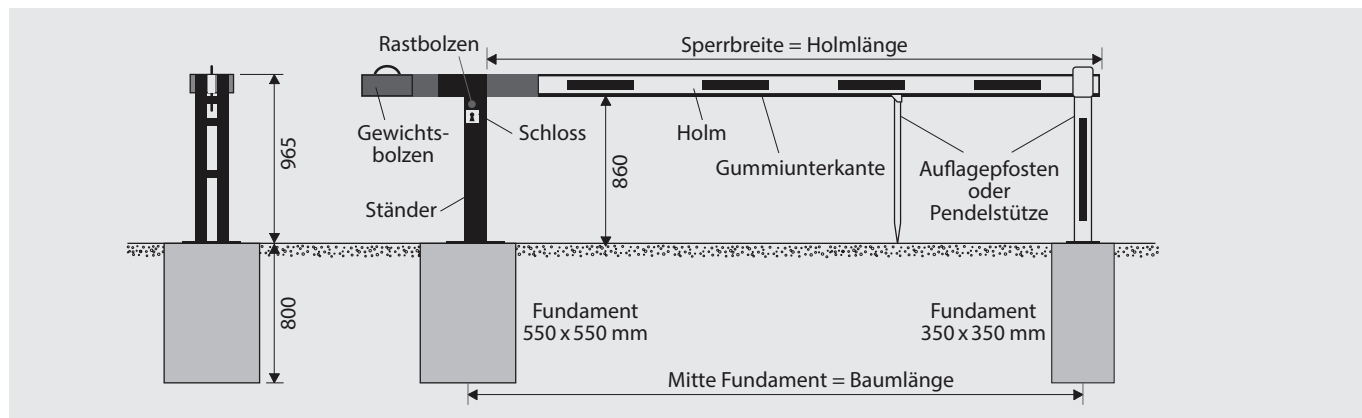 Rastbolzen
Sperrbreite = Holmlänge
965
Gewichts-
bolzen
Schloss
860
Holm
Gummiunterkante
Auflagepfosten
oder
Pendelstütze
Ständer
800
Fundament
550 x 550 mm
Fundament
350 x 350 mm
Mitte Fundament = Baumlänge